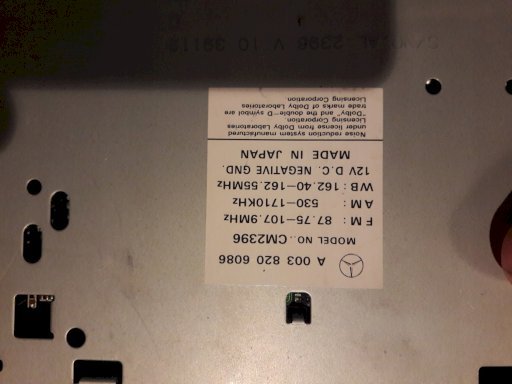 A 003 820 6086
MODEL NO. CM2396
FM : 87.75-107.9MHz
AM : 530-1710KHz
WB : 162.40-162.55MHz
12V D.C. NEGATIVE GND.
MADE IN JAPAN
Noise reduction system manufactured
under license from Dolby Laboratories
Licensing Corporation.
"Dolby" and the double-D symbol are
trade marks of Dolby Laboratories
Licensing Corporation.